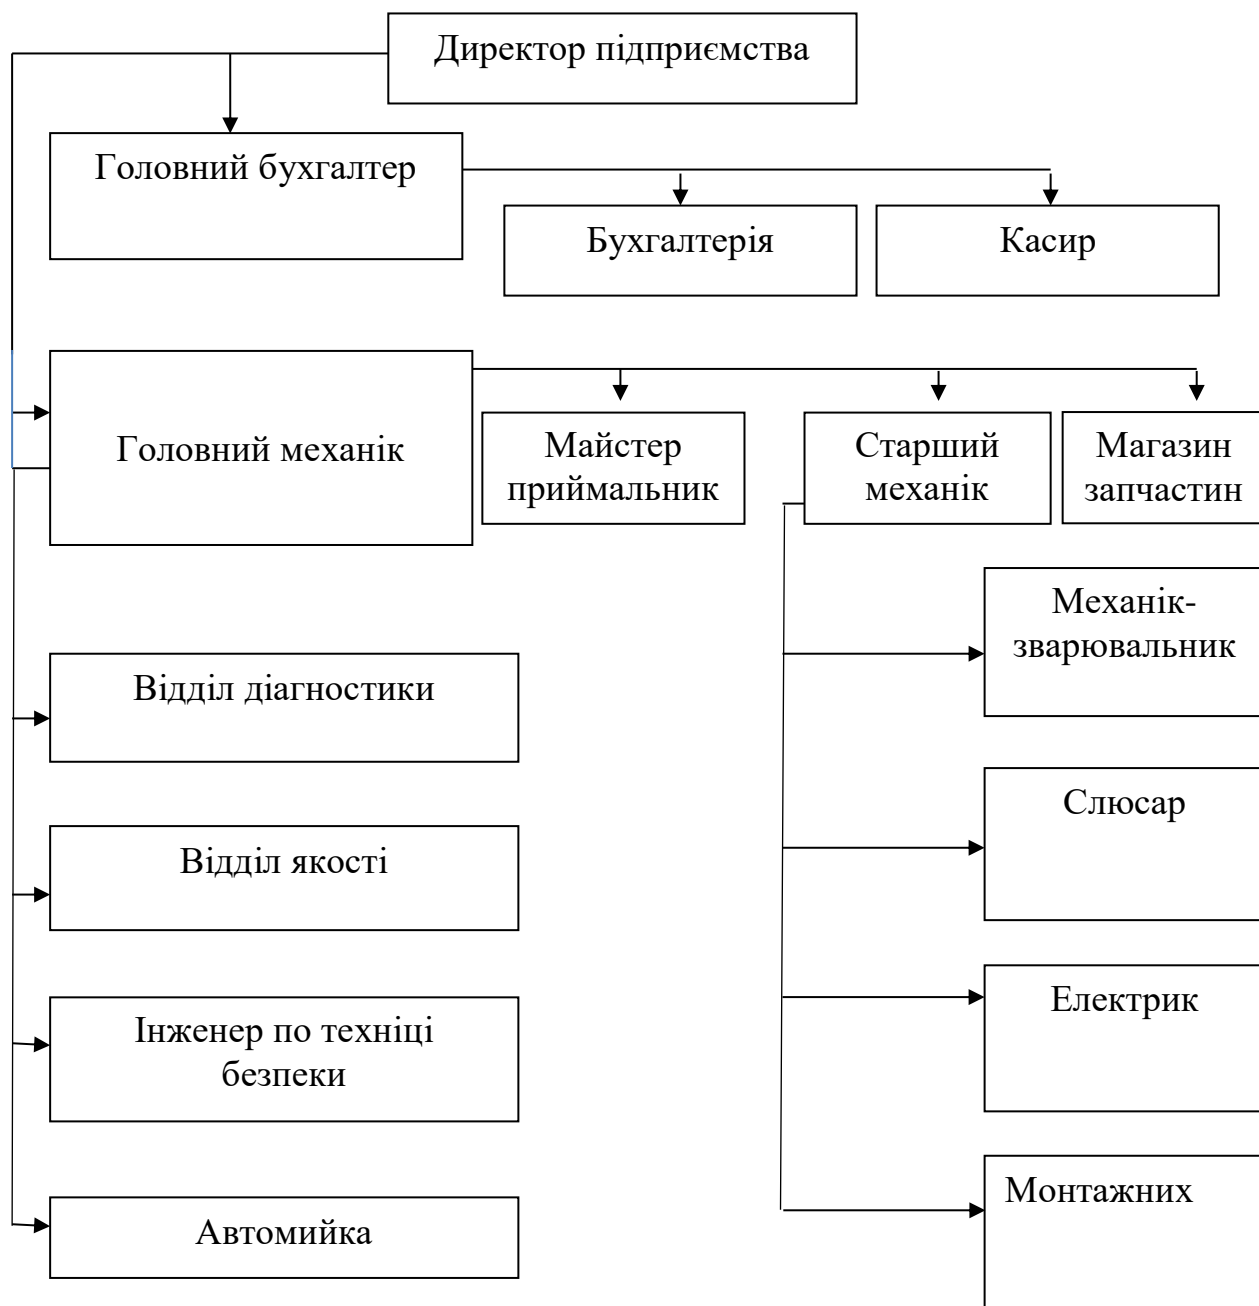 Директор підприємства
Головний бухгалтер
Бухгалтерія
Касир
Головний механік
Майстер
приймальник
Старший
механік
Магазин
запчастин
Механік-
зварювальник
Відділ діагностики
Слюсар
Відділ якості
Електрик
Інженер по техніці
безпеки
Монтажних
Автомийка